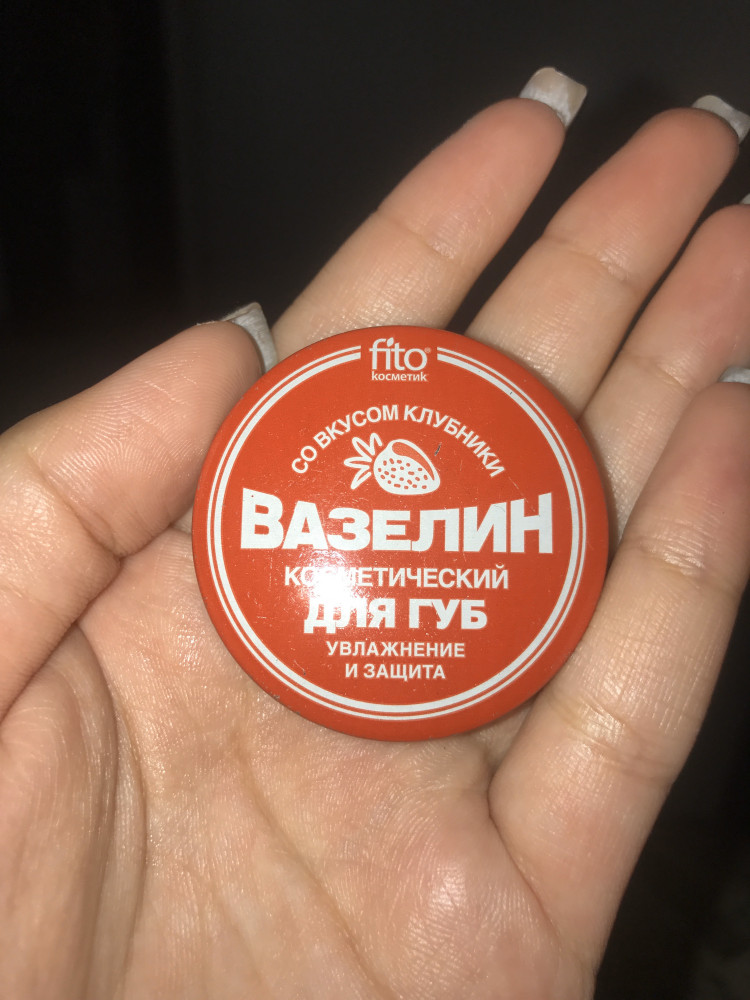 fito®
косметик
СО ВКУСОМ КЛУБНИКИ
ВАЗЕЛИН
КОСМЕТИЧЕСКИЙ
ДЛЯ ГУБ
УВЛАЖНЕНИЕ
И ЗАЩИТА